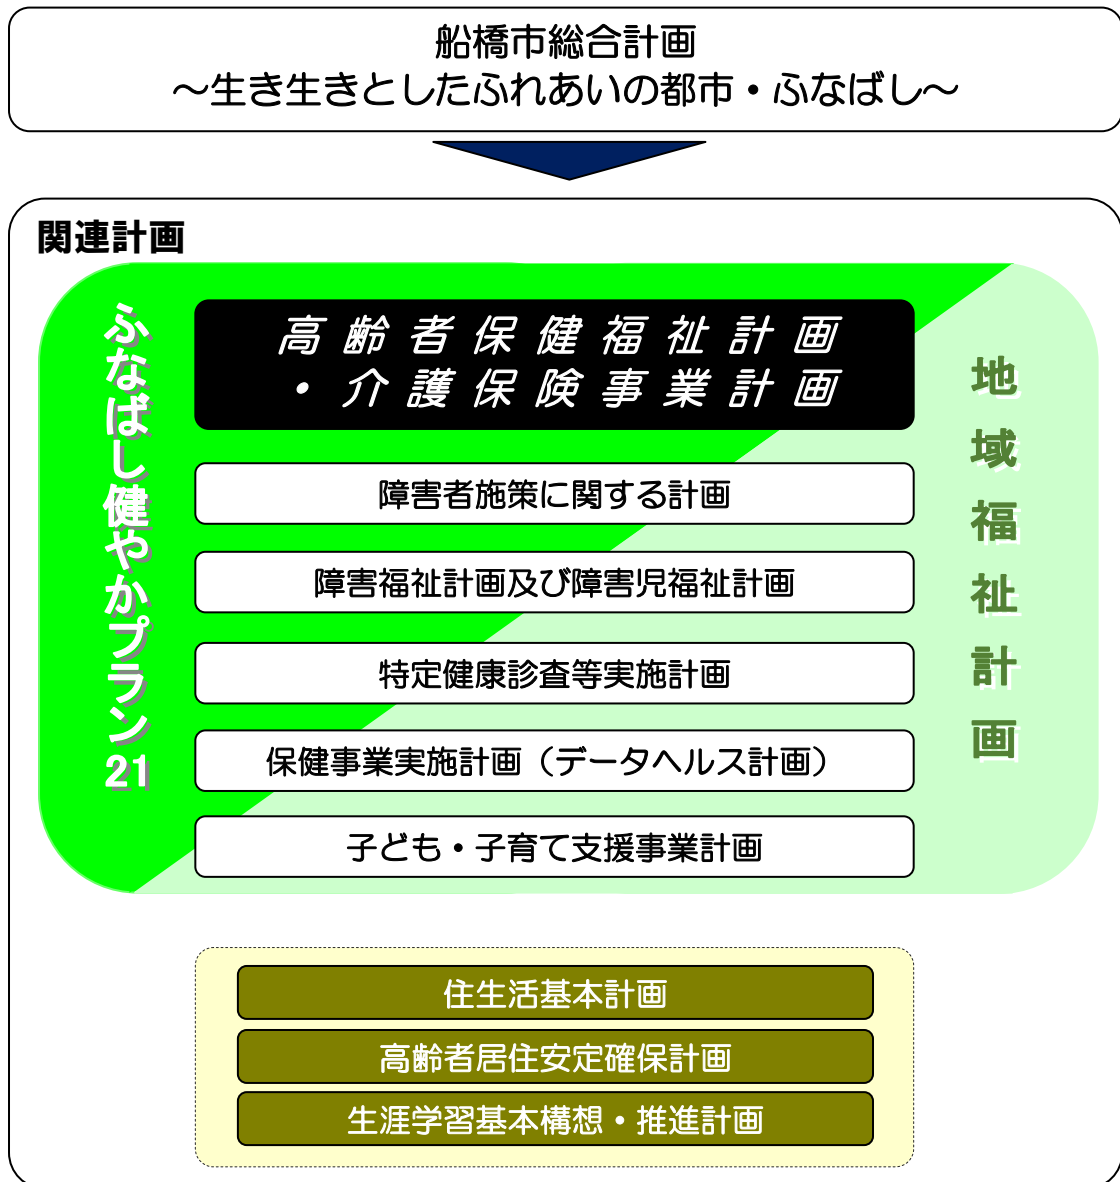 船橋市総合計画
～生き生きとしたふれあいの都市・ふなばし～
関連計画
ふなばし健やかプラン21
高齢者保健福祉計画
・介護保険事業計画
障害者施策に関する計画
障害福祉計画及び障害児福祉計画
特定健康診査等実施計画
保健事業実施計画（データヘルス計画）
子ども・子育て支援事業計画
地域福祉計画
住生活基本計画
高齢者居住安定確保計画
生涯学習基本構想・推進計画